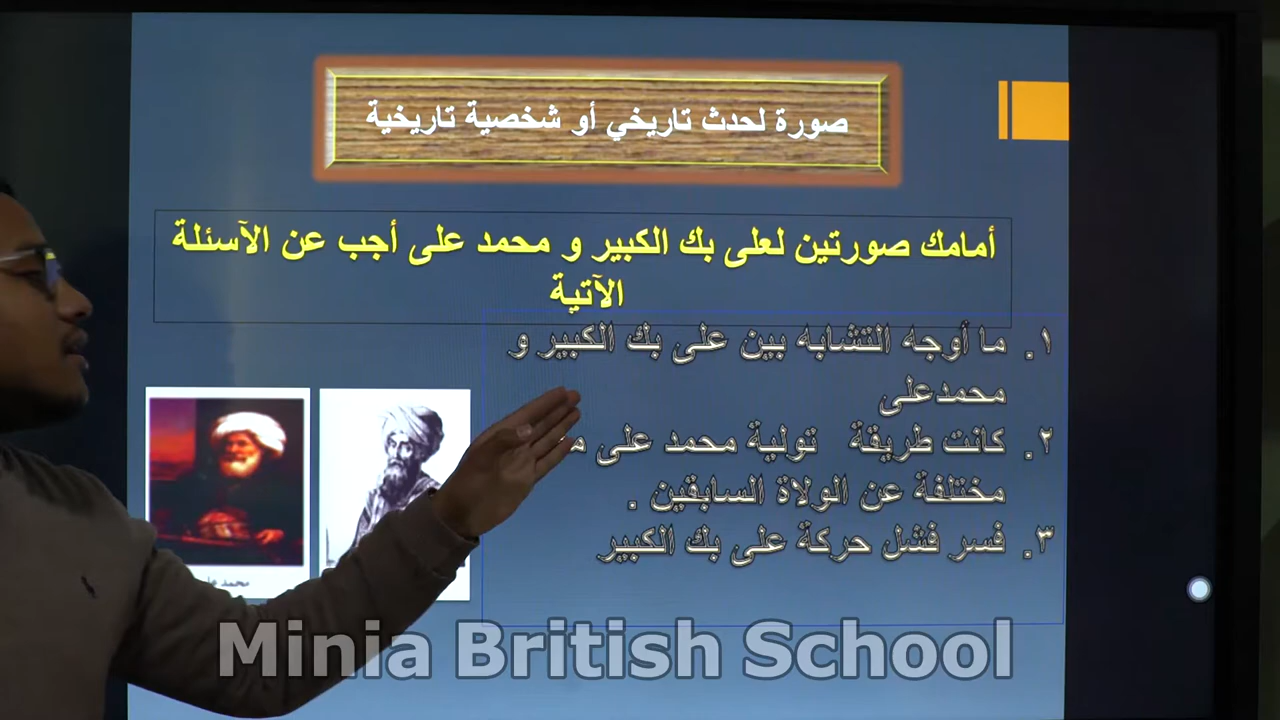 صورة لحدث تاريخي أو شخصية تاريخية
أمامك صورتين لعلى بك الكبير و محمد على أجب عن الآسئلة
الآتية
١. ما أوجه التشابه بين على بك الكبير و
محمدعلى
٢. كانت طريقة تولية محمد على
مختلفة عن الولاة السابقين .
٣. فسر فشل حركة على بك الكبير
محمد
Minia British School